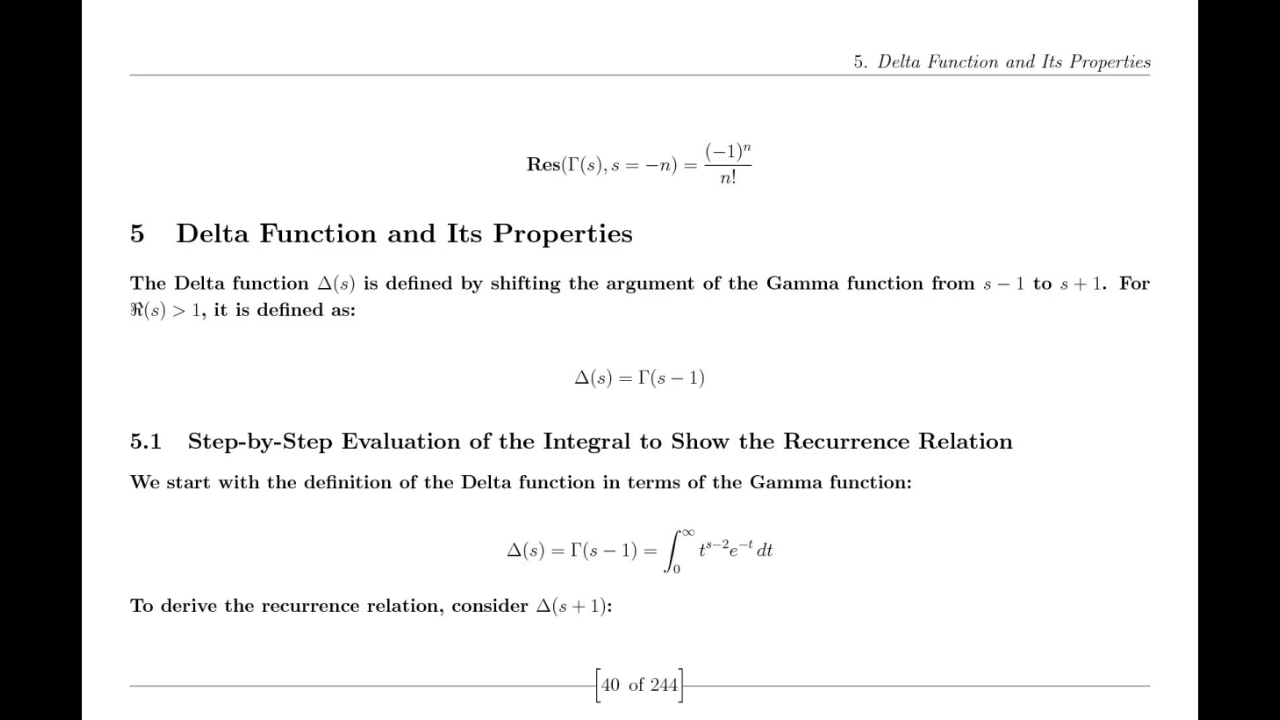 5. Delta Function and Its Properties
Res(Γ(s), s = −n) = (−1)ⁿ / n!
5 Delta Function and Its Properties
The Delta function Δ(s) is defined by shifting the argument of the Gamma function from s − 1 to s + 1. For
ℜ(s) > 1, it is defined as:
Δ(s) = Γ(s − 1)
5.1 Step-by-Step Evaluation of the Integral to Show the Recurrence Relation
We start with the definition of the Delta function in terms of the Gamma function:
Δ(s) = Γ(s − 1) = ∫₀^∞ t^{s−2} e^{−t} dt
To derive the recurrence relation, consider Δ(s + 1):
[40 of 244]